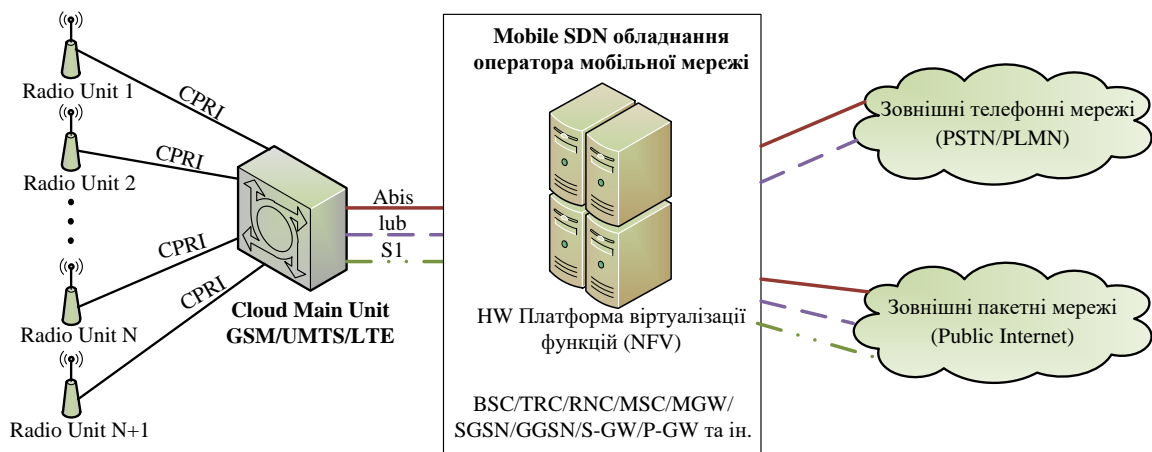 Radio Unit 1
CPRI
Radio Unit 2
CPRI
Radio Unit N
CPRI
Radio Unit N+1
CPRI
Cloud Main Unit
GSM/UMTS/LTE
Abis
lub
S1
Mobile SDN обладнання
оператора мобільної мережі
HW Платформа віртуалізації
функцій (NFV)
BSC/TRC/RNC/MSC/MGW/
SGSN/GGSN/S-GW/P-GW та ін.
Зовнішні телефонні мережі
(PSTN/PLMN)
Зовнішні пакетні мережі
(Public Internet)